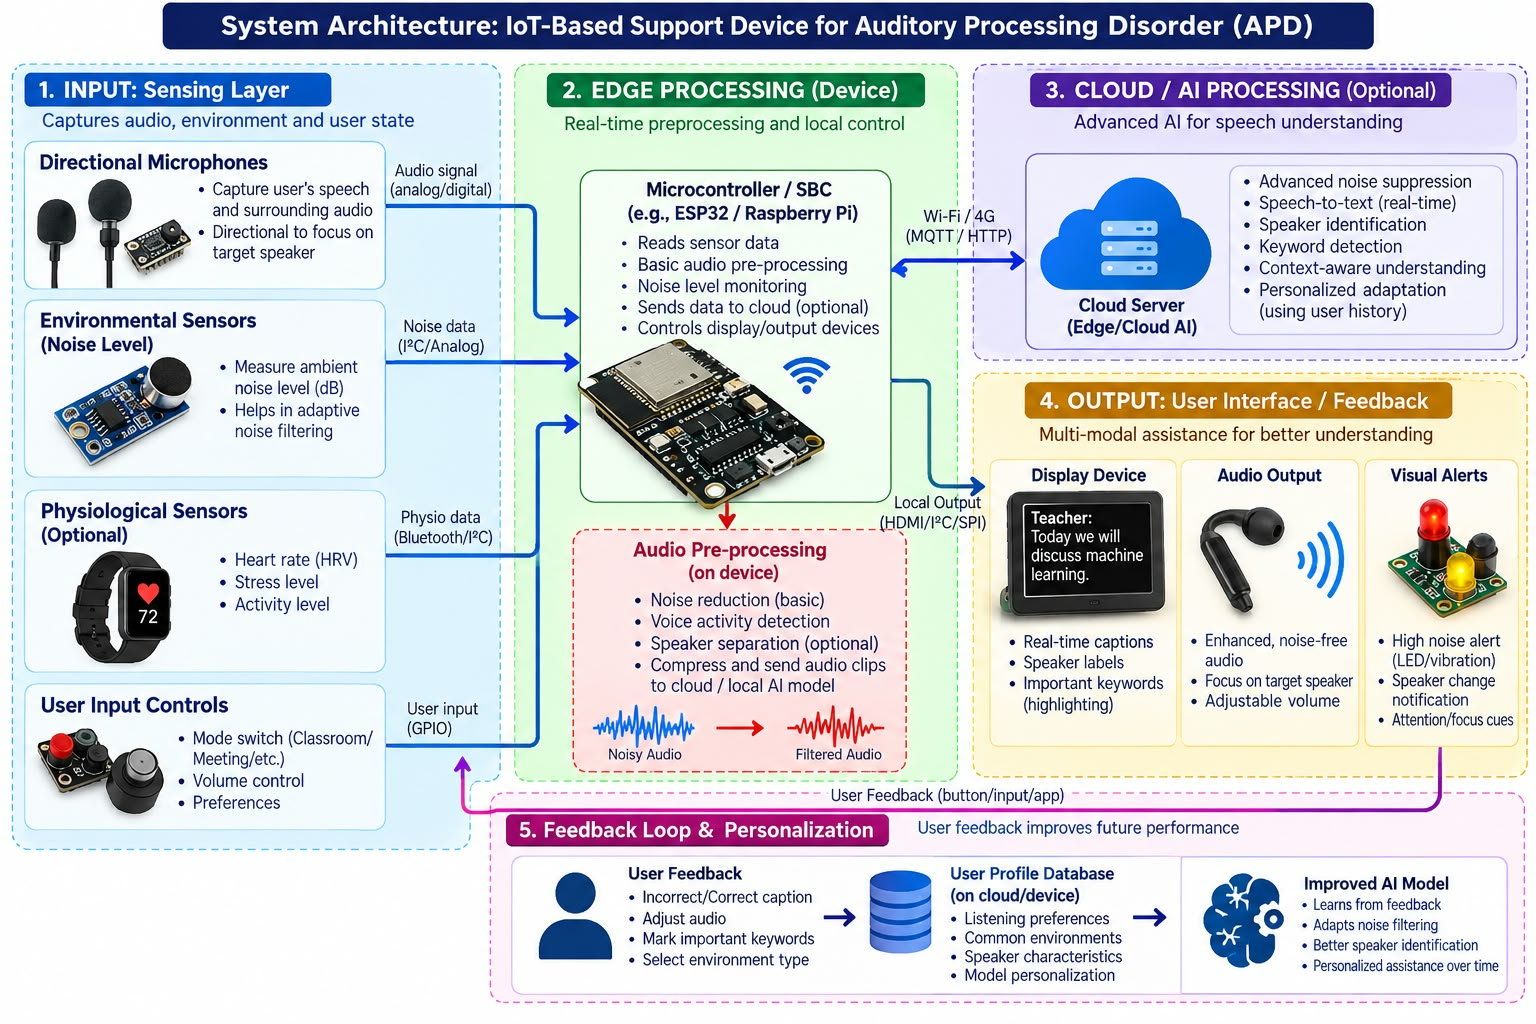 System Architecture: IoT-Based Support Device for Auditory Processing Disorder (APD)
1. INPUT: Sensing Layer
Captures audio, environment and user state
Directional Microphones
• Capture user's speech
and surrounding audio
• Directional to focus on
target speaker
Environmental Sensors
(Noise Level)
• Measure ambient
noise level (dB)
• Helps in adaptive
noise filtering
Physiological Sensors
(Optional)
72
• Heart rate (HRV)
• Stress level
• Activity level
User Input Controls
• Mode switch (Classroom/
Meeting/etc.)
• Volume control
• Preferences
Audio signal
(analog/digital)
Noise data
(I²C/Analog)
Physio data
(Bluetooth/I²C)
User input
(GPIO)
2. EDGE PROCESSING (Device)
Real-time preprocessing and local control
Microcontroller / SBC
(e.g., ESP32 / Raspberry Pi)
• Reads sensor data
• Basic audio pre-processing
• Noise level monitoring
• Sends data to cloud (optional)
• Controls display/output devices
Audio Pre-processing
(on device)
• Noise reduction (basic)
• Voice activity detection
• Speaker separation (optional)
• Compress and send audio clips
to cloud / local AI model
Noisy Audio
Filtered Audio
Wi-Fi / 4G
(MQTT / HTTP)
Local Output
(HDMI/I²C/SPI)
3. CLOUD / AI PROCESSING (Optional)
Advanced AI for speech understanding
Cloud Server
(Edge/Cloud AI)
• Advanced noise suppression
• Speech-to-text (real-time)
• Speaker identification
• Keyword detection
• Context-aware understanding
• Personalized adaptation
(using user history)
4. OUTPUT: User Interface / Feedback
Multi-modal assistance for better understanding
Display Device
Teacher:
Today we will
discuss machine
learning.
• Real-time captions
• Speaker labels
• Important keywords
(highlighting)
Audio Output
• Enhanced, noise-free
audio
• Focus on target speaker
• Adjustable volume
Visual Alerts
• High noise alert
(LED/vibration)
• Speaker change
notification
• Attention/focus cues
User Feedback (button/input/app)
5. Feedback Loop & Personalization
User feedback improves future performance
User Feedback
• Incorrect/Correct caption
• Adjust audio
• Mark important keywords
• Select environment type
User Profile Database
(on cloud/device)
• Listening preferences
• Common environments
• Speaker characteristics
• Model personalization
Improved AI Model
• Learns from feedback
• Adapts noise filtering
• Better speaker identification
• Personalized assistance over time